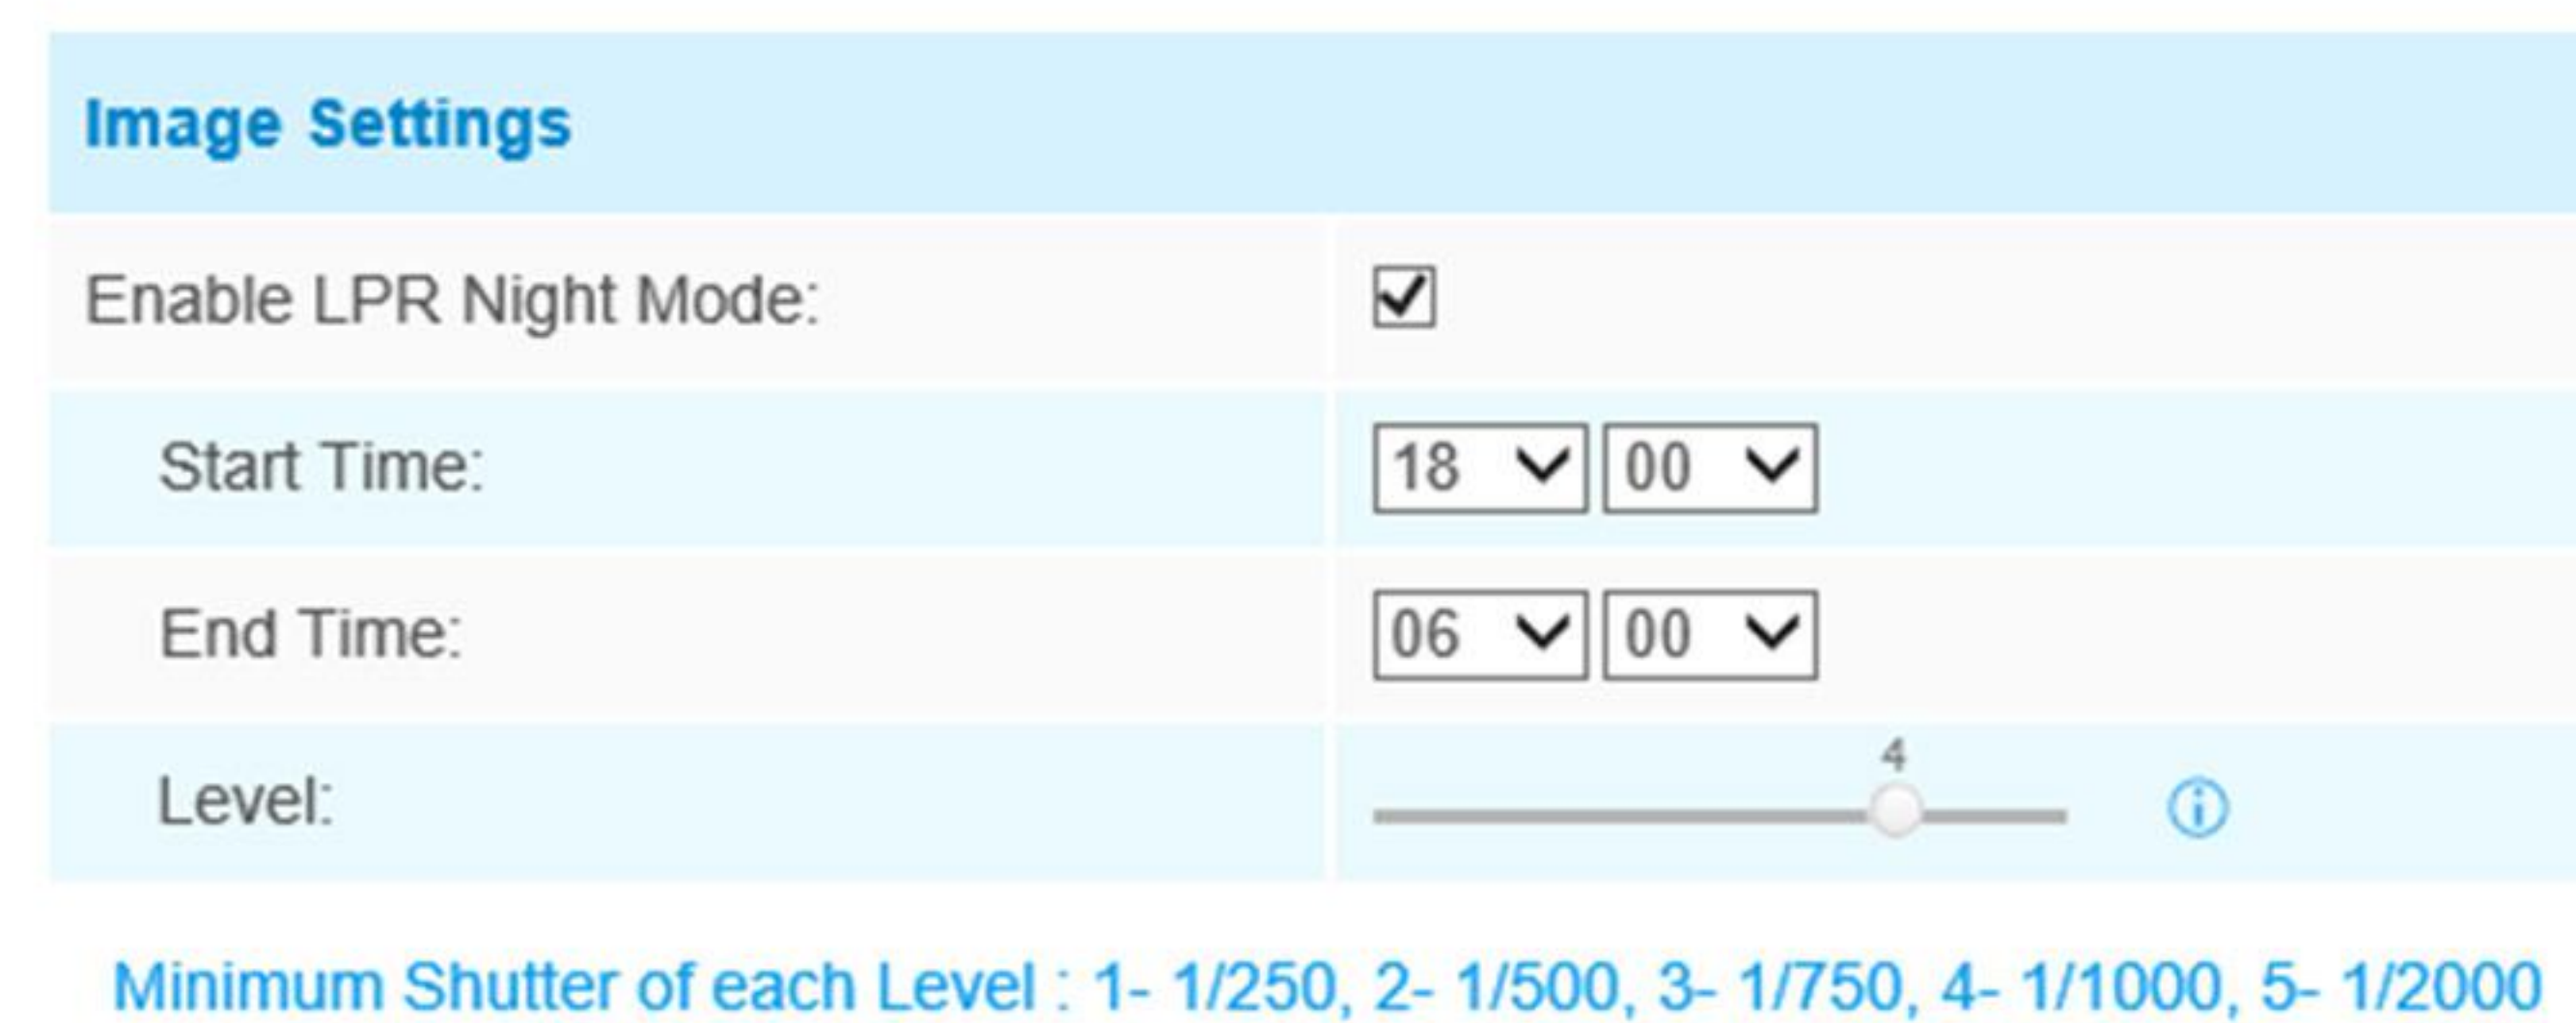 Image Settings
Enable LPR Night Mode:
Start Time: 18 00
End Time: 06 00
Level: 4
Minimum Shutter of each Level : 1- 1/250, 2- 1/500, 3- 1/750, 4- 1/1000, 5- 1/2000